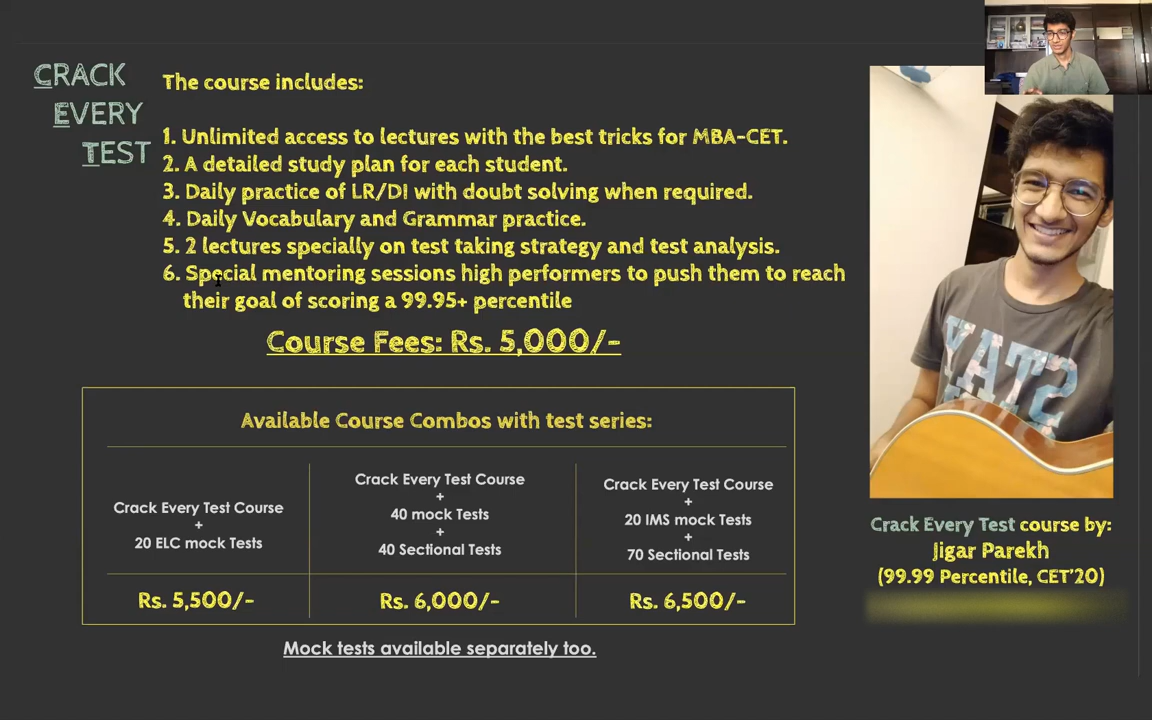 CRACK
EVERY
TEST
The course includes:
1. Unlimited access to lectures with the best tricks for MBA-CET.
2. A detailed study plan for each student.
3. Daily practice of LR/DI with doubt solving when required.
4. Daily Vocabulary and Grammar practice.
5. 2 lectures specially on test taking strategy and test analysis.
6. Special mentoring sessions high performers to push them to reach
their goal of scoring a 99.95+ percentile
Course Fees: Rs. 5,000/-
Available Course Combos with test series:
Crack Every Test Course
+
20 ELC mock Tests
Rs. 5,500/-
Crack Every Test Course
+
40 mock Tests
+
40 Sectional Tests
Rs. 6,000/-
Crack Every Test Course
+
20 IMS mock Tests
+
70 Sectional Tests
Rs. 6,500/-
Mock tests available separately too.
Crack Every Test course by:
Jigar Parekh
(99.99 Percentile, CET'20)